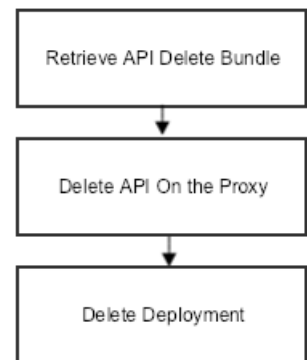 Retrieve API Delete Bundle
Delete API On the Proxy
Delete Deployment